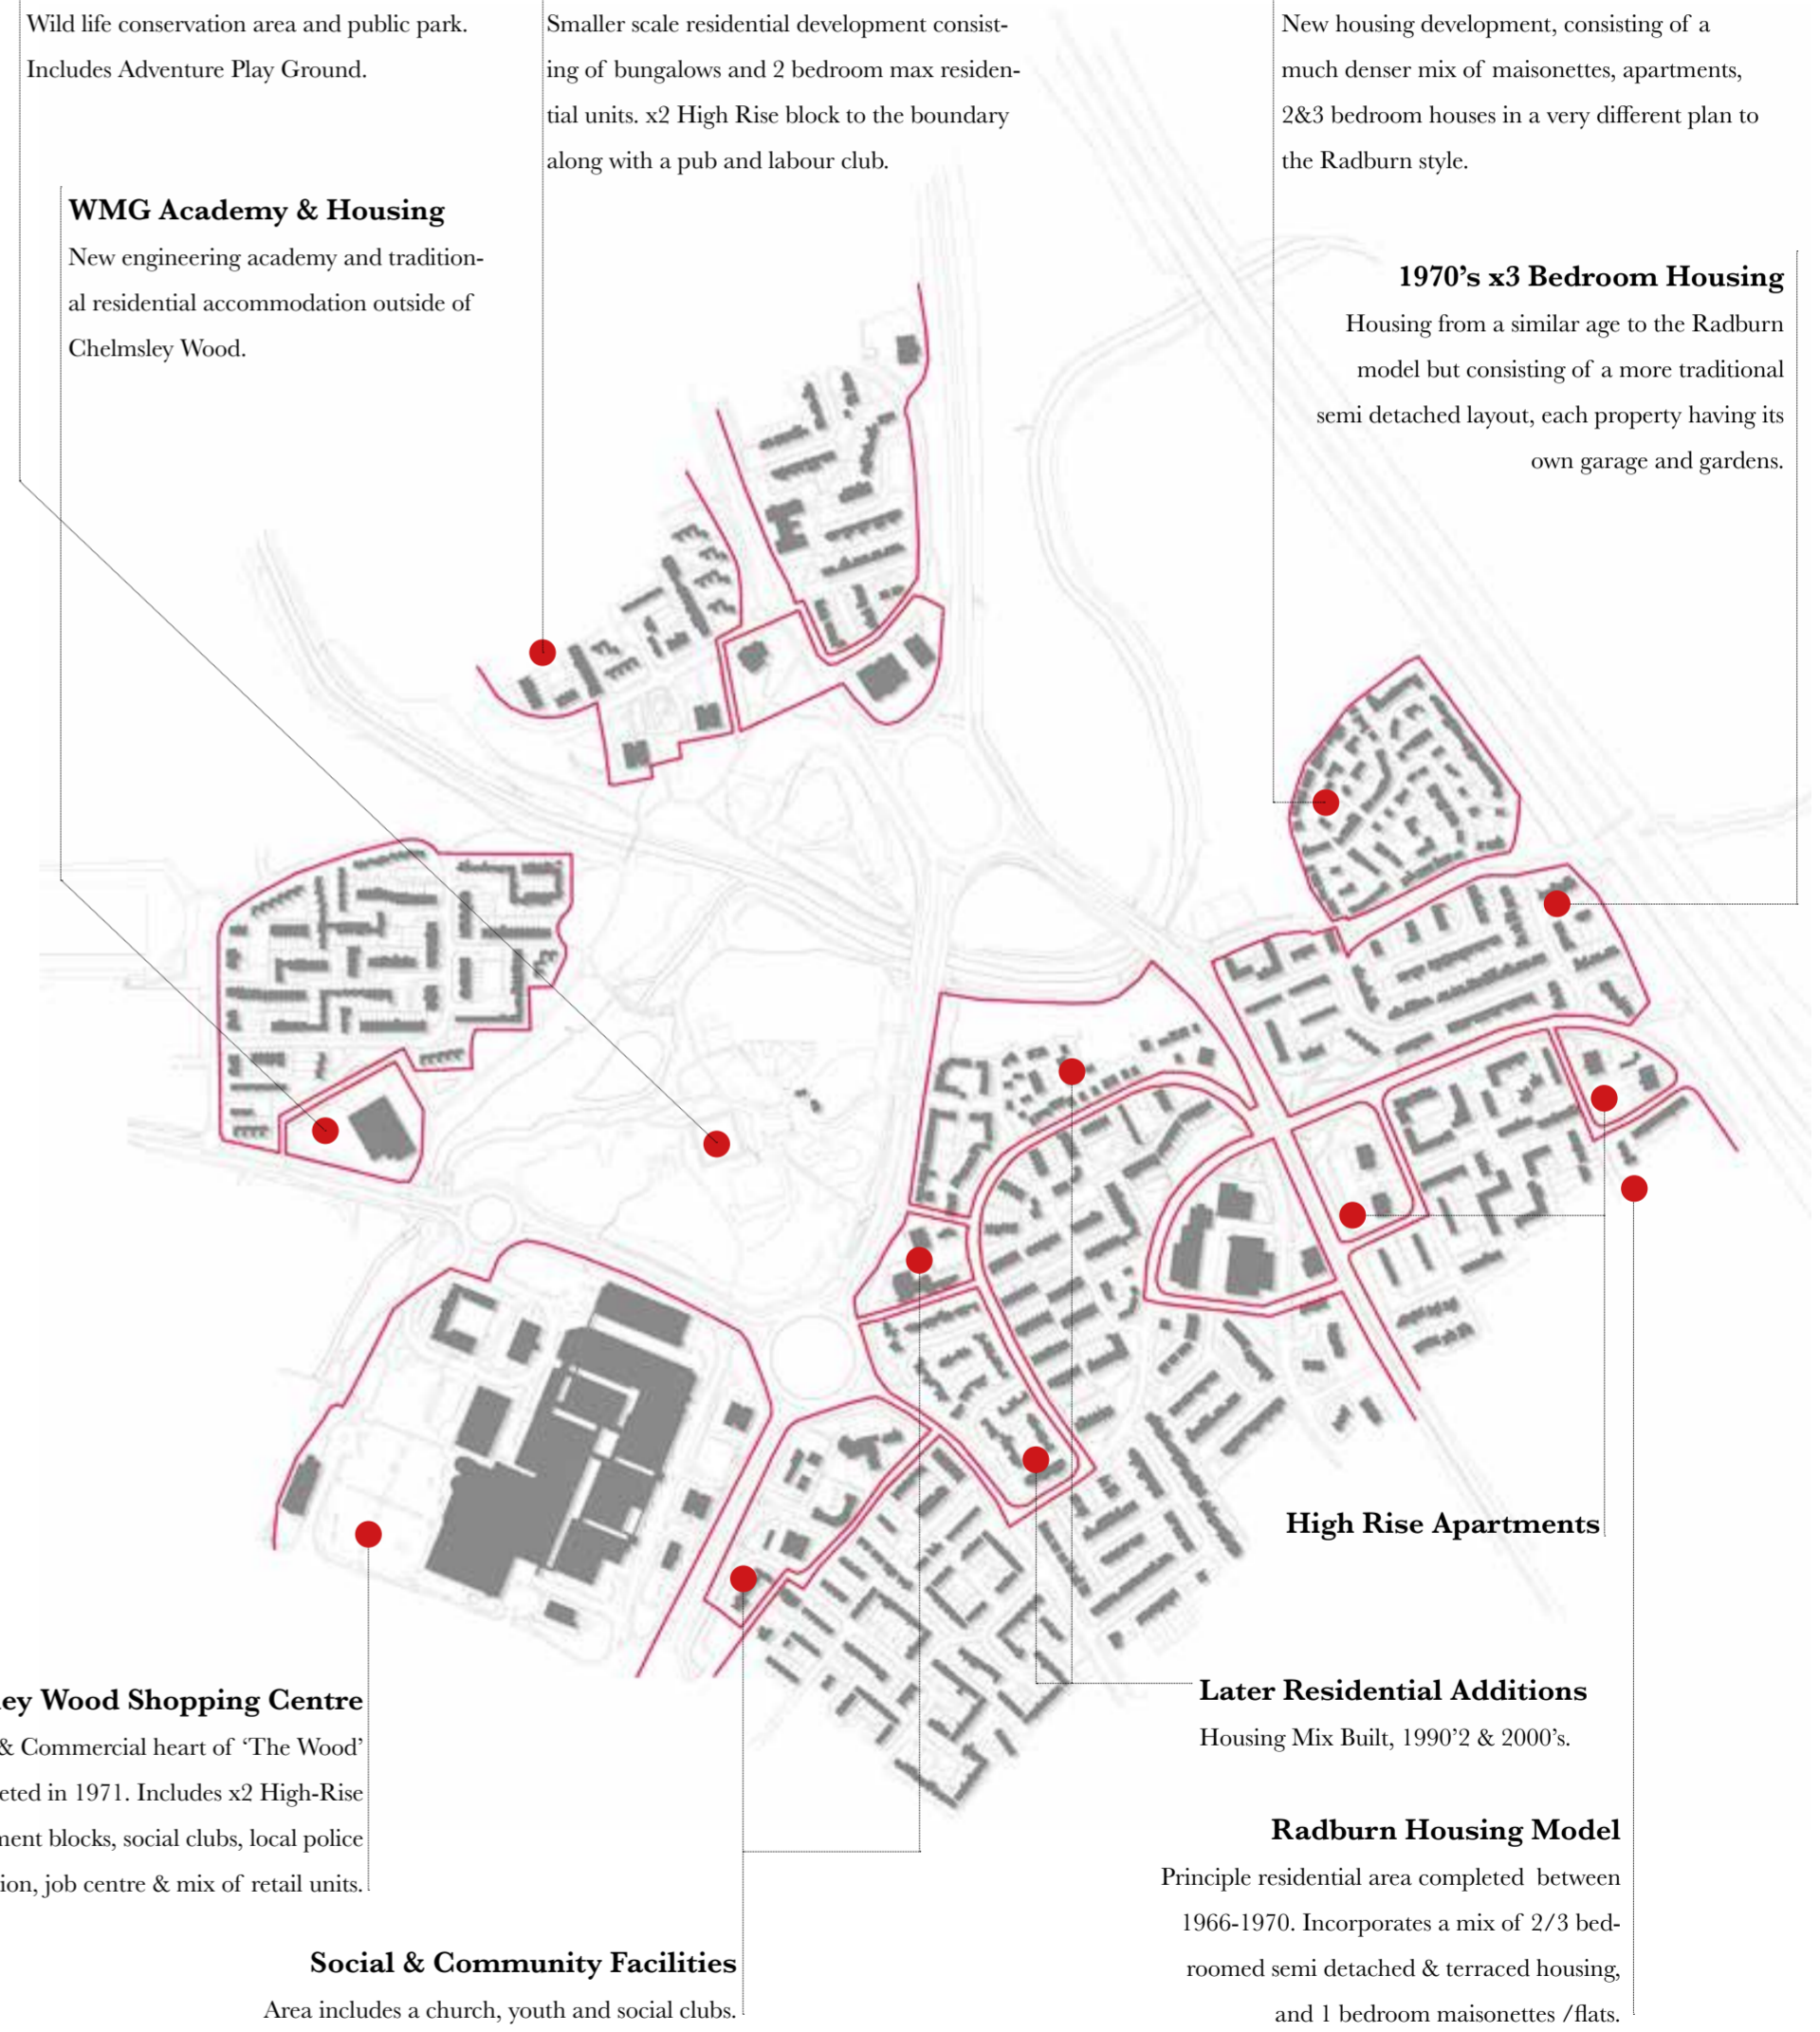 Wild life conservation area and public park.
Includes Adventure Play Ground.
Smaller scale residential development consist-
ing of bungalows and 2 bedroom max residen-
tial units. x2 High Rise block to the boundary
along with a pub and labour club.
New housing development, consisting of a
much denser mix of maisonettes, apartments,
2&3 bedroom houses in a very different plan to
the Radburn style.
WMG Academy & Housing
New engineering academy and tradition-
al residential accommodation outside of
Chelmsley Wood.
1970's x3 Bedroom Housing
Housing from a similar age to the Radburn
model but consisting of a more traditional
semi detached layout, each property having its
own garage and gardens.
High Rise Apartments
ey Wood Shopping Centre
& Commercial heart of ‘The Wood’
eted in 1971. Includes x2 High-Rise
ment blocks, social clubs, local police
ion, job centre & mix of retail units.
Later Residential Additions
Housing Mix Built, 1990’2 & 2000’s.
Radburn Housing Model
Principle residential area completed between
1966-1970. Incorporates a mix of 2/3 bed-
roomed semi detached & terraced housing,
and 1 bedroom maisonettes /flats.
Social & Community Facilities
Area includes a church, youth and social clubs.